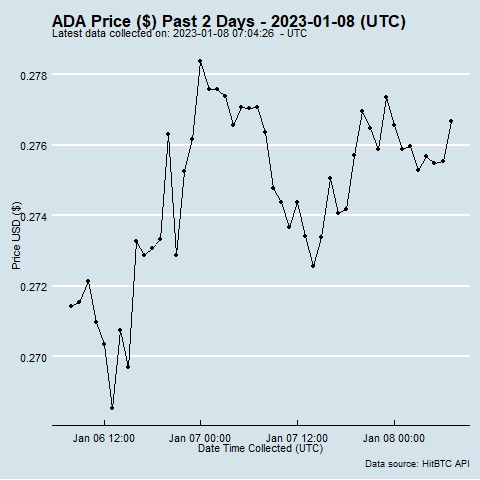 ADA Price ($) Past 2 Days - 2023-01-08 (UTC)
Latest data collected on: 2023-01-08 07:04:26 - UTC
0.278
0.276
0.274
0.272
0.270
Price USD ($)
Jan 06 12:00
Jan 07 00:00
Jan 07 12:00
Jan 08 00:00
Date Time Collected (UTC)
Data source: HitBTC API